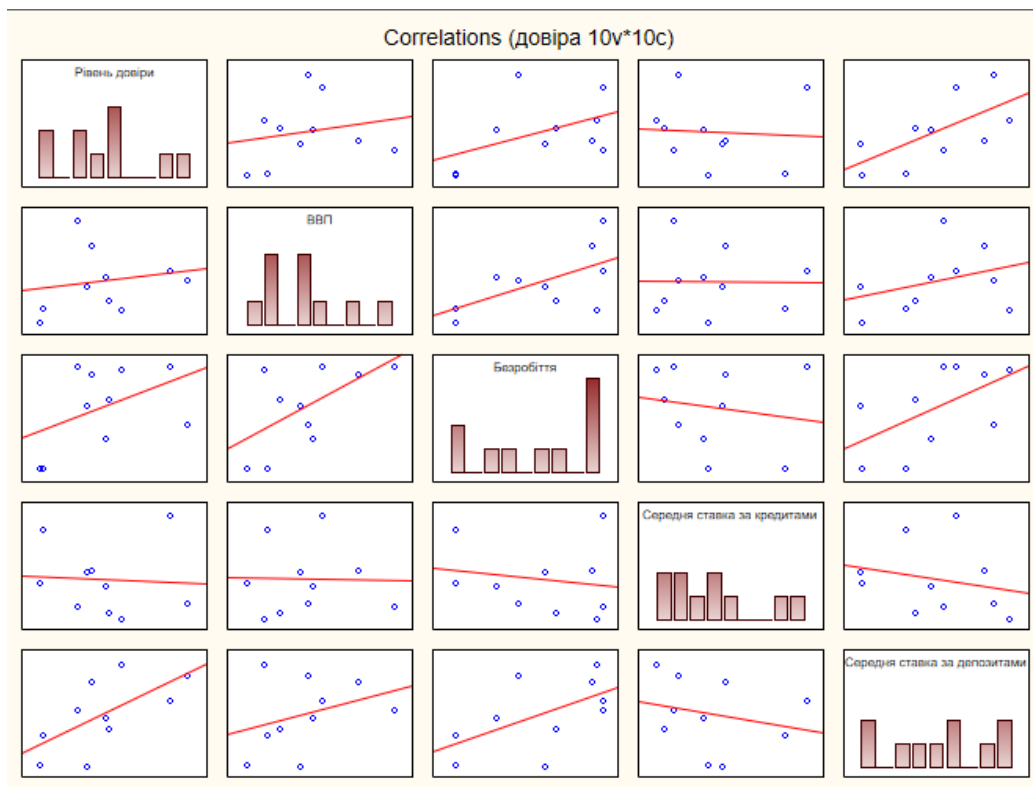 Correlations (довіра 10v*10c)
Рівень довіри
ВВП
Безробіття
Середня ставка за кредитами
Середня ставка за депозитами